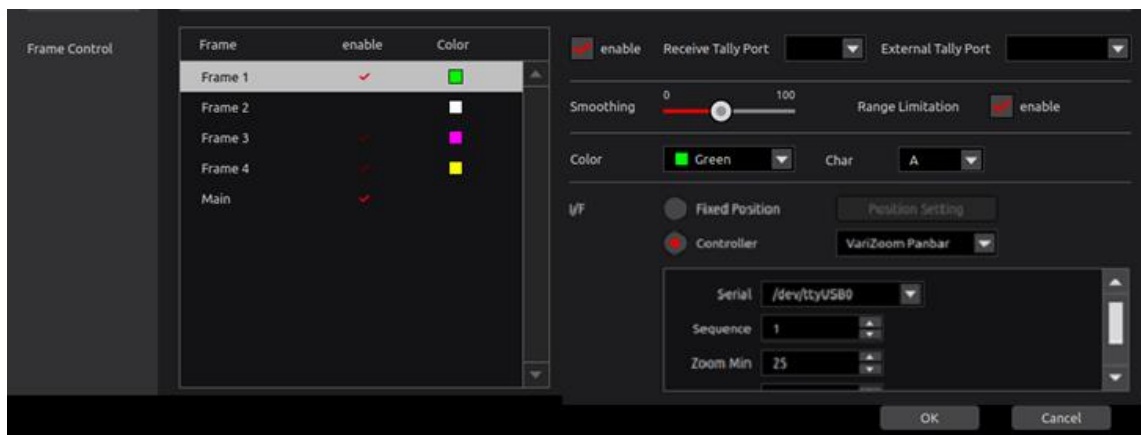 Frame Control
Frame enable Color
Frame 1
Frame 2
Frame 3
Frame 4
Main
enable Receive Tally Port External Tally Port
Smoothing 0 100 Range Limitation enable
Color Green Char A
I/F Fixed Position Position Setting
Controller VariZoom Panbar
Serial /dev/ttyUSB0
Sequence 1
Zoom Min 25
OK Cancel